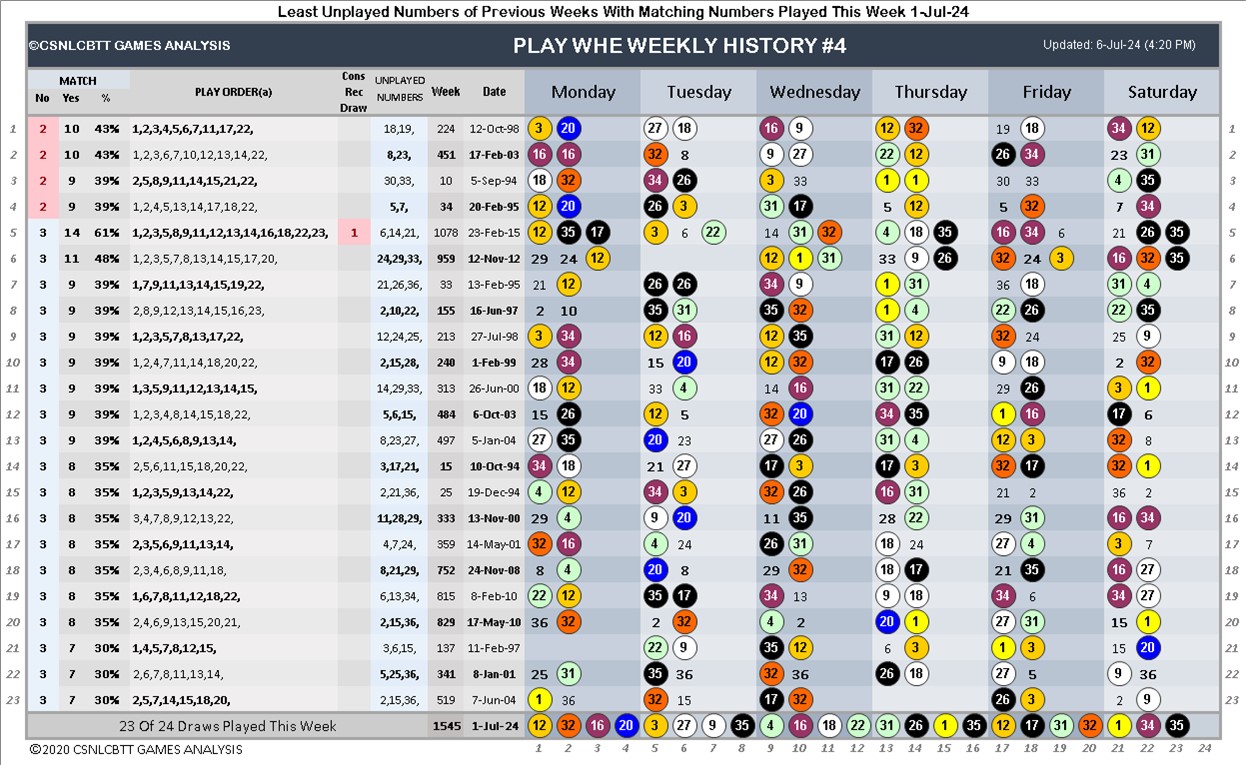 Least Unplayed Numbers of Previous Weeks With Matching Numbers Played This Week 1-Jul-24
©CSNLCBTT GAMES ANALYSIS PLAY WHE WEEKLY HISTORY #4 Updated: 6-Jul-24 (4:20 PM)
MATCH Cons UNPLAYED
No Yes % PLAY ORDER(a) Rec Draw NUMBERS Week Date Monday Tuesday Wednesday Thursday Friday Saturday
1 2 10 43% 1,2,3,4,5,6,7,11,17,22, 18,19, 224 12-Oct-98 3 20 27 18 16 9 12 32 19 18 34 12 1
2 2 10 43% 1,2,3,6,7,10,12,13,14,22, 8,23, 451 17-Feb-03 16 16 32 8 9 27 22 12 26 34 23 31 2
3 2 9 39% 2,5,8,9,11,14,15,21,22, 30,33, 10 5-Sep-94 18 32 34 26 3 33 1 1 30 33 4 35 3
4 2 9 39% 1,2,4,5,13,14,17,18,22, 5,7, 34 20-Feb-95 12 20 26 3 31 17 5 12 5 32 7 34 4
5 3 14 61% 1,2,3,5,8,9,11,12,13,14,16,18,22,23, 1 6,14,21, 1078 23-Feb-15 12 35 17 3 6 22 14 31 32 4 18 35 16 34 6 21 26 35 5
6 3 11 48% 1,2,3,5,7,8,13,14,15,17,20, 24,29,33, 959 12-Nov-12 29 24 12 12 1 31 33 9 26 32 24 3 16 32 35 6
7 3 9 39% 1,7,9,11,13,14,15,19,22, 21,26,36, 33 13-Feb-95 21 12 26 26 34 9 1 31 36 18 31 4 7
8 3 9 39% 2,8,9,12,13,14,15,16,23, 2,10,22, 155 16-Jun-97 2 10 35 31 35 32 1 4 22 26 22 35 8
9 3 9 39% 1,2,3,5,7,8,13,17,22, 12,24,25, 213 27-Jul-98 3 34 12 16 12 35 31 12 32 24 25 9 9
10 3 9 39% 1,2,4,7,11,14,18,20,22, 2,15,28, 240 1-Feb-99 28 34 15 20 12 32 17 26 9 18 2 32 10
11 3 9 39% 1,3,5,9,11,12,13,14,15, 14,29,33, 313 26-Jun-00 18 12 33 4 14 16 31 22 29 26 3 1 11
12 3 9 39% 1,2,3,4,8,14,15,18,22, 5,6,15, 484 6-Oct-03 15 26 12 5 32 20 34 35 1 16 17 6 12
13 3 9 39% 1,2,4,5,6,8,9,13,14, 8,23,27, 497 5-Jan-04 27 35 20 23 27 26 31 4 12 3 32 8 13
14 3 8 35% 2,5,6,11,15,18,20,22, 3,17,21, 15 10-Oct-94 34 18 21 27 17 3 17 3 32 17 32 1 14
15 3 8 35% 1,2,3,5,9,13,14,22, 2,21,36, 25 19-Dec-94 4 12 34 3 32 26 16 31 21 2 36 2 15
16 3 8 35% 3,4,7,8,9,12,13,22, 11,28,29, 333 13-Nov-00 29 4 9 20 11 35 28 22 29 31 16 34 16
17 3 8 35% 2,3,5,6,9,11,13,14, 4,7,24, 359 14-May-01 32 16 4 24 26 31 18 24 27 4 3 7 17
18 3 8 35% 2,3,4,6,8,9,11,18, 8,21,29, 752 24-Nov-08 8 4 20 8 29 32 18 17 21 35 16 27 18
19 3 8 35% 1,6,7,8,11,12,18,22, 6,13,34, 815 8-Feb-10 22 12 35 17 34 13 9 18 34 6 34 27 19
20 3 8 35% 2,4,6,9,13,15,20,21, 2,15,36, 829 17-May-10 36 32 2 32 4 2 20 1 27 31 15 1 20
21 3 7 30% 1,4,5,7,8,12,15, 3,6,15, 137 11-Feb-97 22 9 35 12 6 3 1 3 15 20 21
22 3 7 30% 2,6,7,8,11,13,14, 5,25,36, 341 8-Jan-01 25 31 35 36 32 36 26 18 27 5 9 36 22
23 3 7 30% 2,5,7,14,15,18,20, 2,15,36, 519 7-Jun-04 1 36 32 15 17 32 26 3 2 9 23
23 Of 24 Draws Played This Week 1545 1-Jul-24 12 32 16 20 3 27 9 35 4 16 18 22 31 26 1 35 12 17 31 32 1 34 35
©2020 CSNLCBTT GAMES ANALYSIS 1 2 3 4 5 6 7 8 9 10 11 12 13 14 15 16 17 18 19 20 21 22 23 24